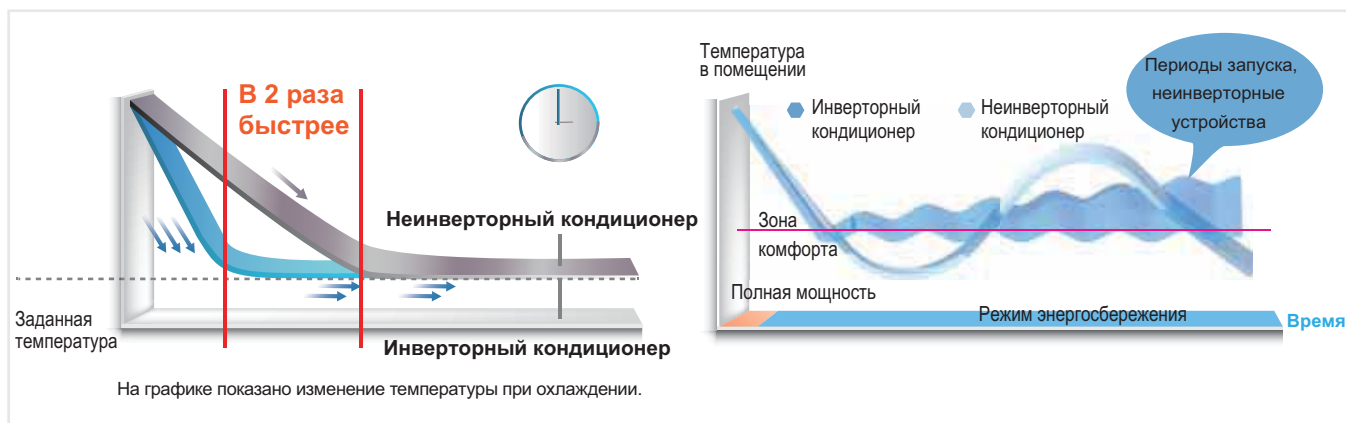 В 2 раза
быстрее
Неинверторный кондиционер
Заданная
температура
Инверторный кондиционер
На графике показано изменение температуры при охлаждении.
Температура
в помещении
Периоды запуска,
неинверторные
устройства
Инверторный
кондиционер
Неинверторный
кондиционер
Зона
комфорта
Полная мощность
Режим энергосбережения
Время